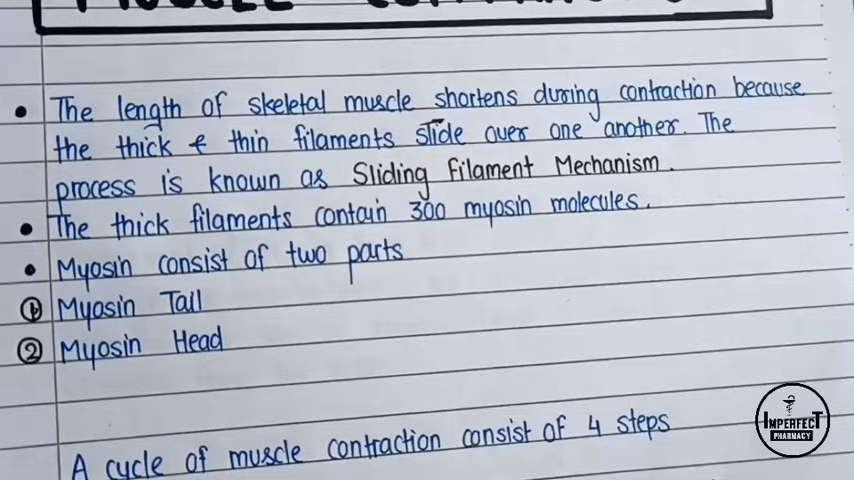 • The length of skeletal muscle shortens during contraction because
the thick & thin filaments slide over one another. The
process is known as Sliding Filament Mechanism.
• The thick filaments contain 300 myosin molecules.
• Myosin consist of two parts
① Myosin Tail
② Myosin Head
A cycle of muscle contraction consist of 4 steps
IMPERFECT
PHARMACY